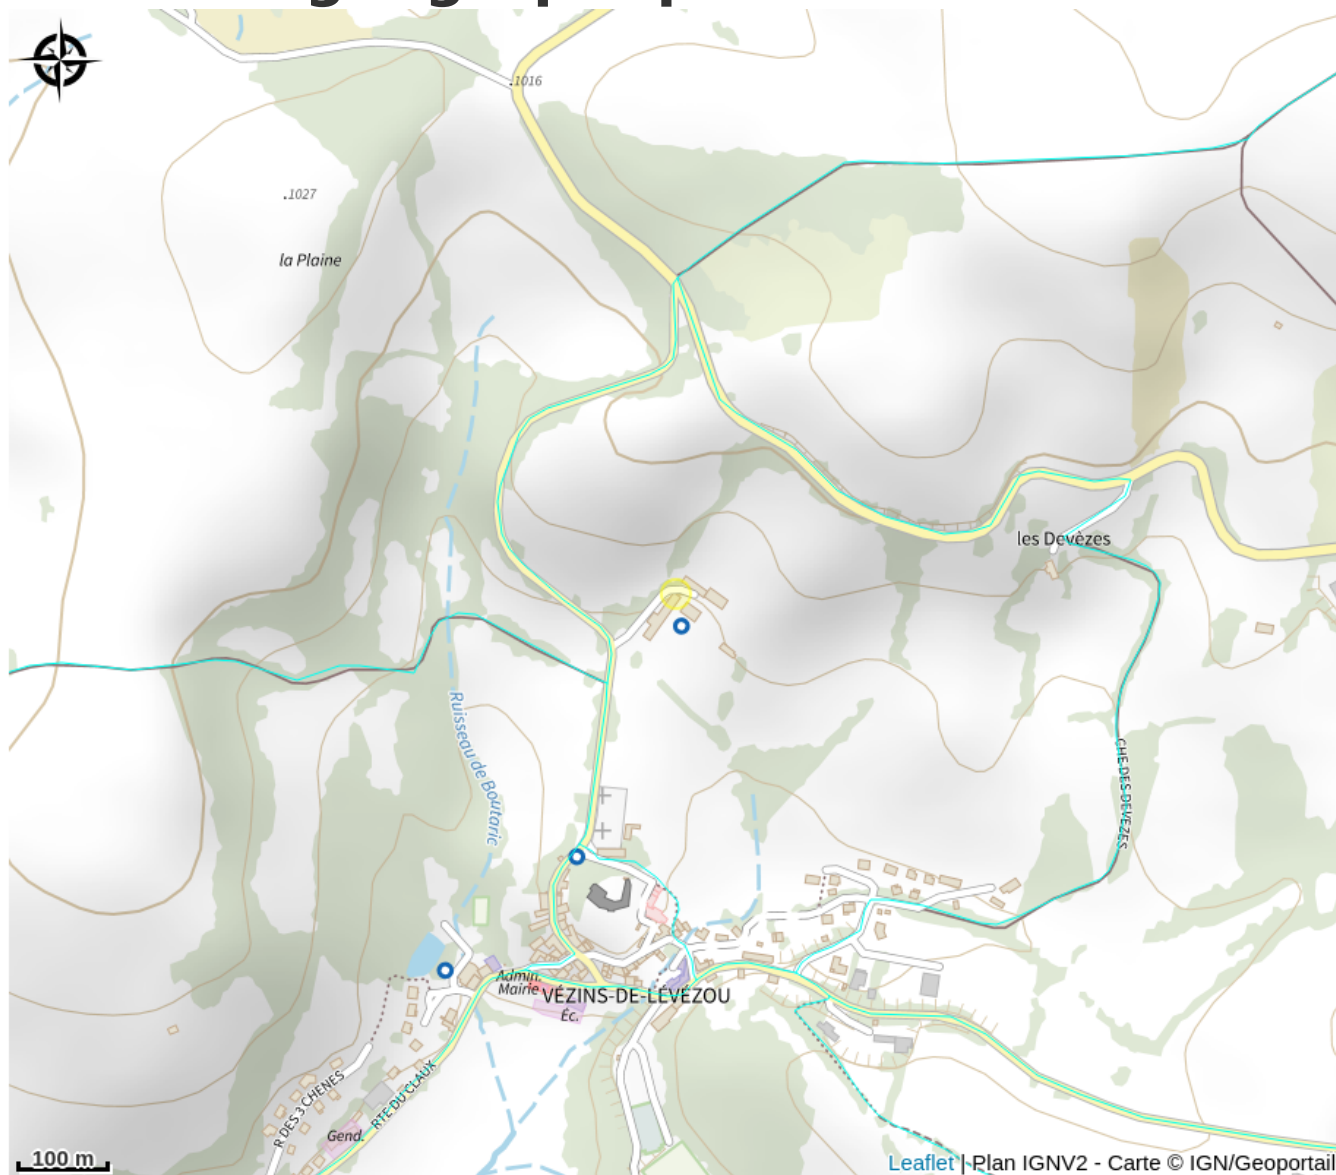 .1016
.1027
la Plaine
les Devèzes
Ruisseau de Boutaric
CHE DES DEVEZES
Admin.
Mairie
VÉZINS-DE-LÉVÉZOU
Éc.
R DES 3 CHENES
RTE DU CLAUX
Gend.
100 m
Leaflet | Plan IGNV2 - Carte © IGN/Geoportail